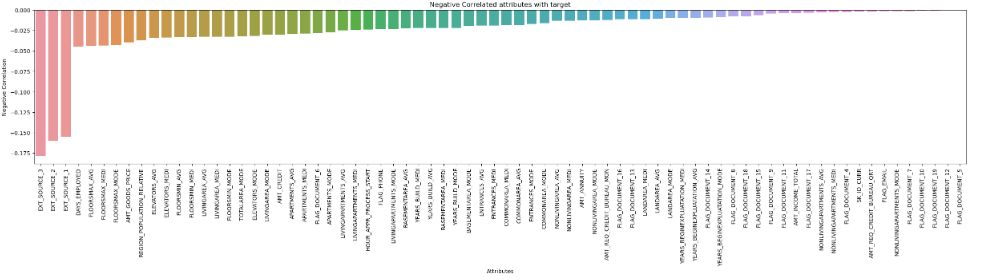 Negative Correlated attributes with target
Negative Correlation
0.000
−0.025
−0.050
−0.075
−0.100
−0.125
−0.150
−0.175
EXT_SOURCE_3
EXT_SOURCE_2
EXT_SOURCE_1
DAYS_EMPLOYED
FLOORSMAX_AVG
FLOORSMAX_MEDI
FLOORSMAX_MODE
AMT_GOODS_PRICE
REGION_POPULATION_RELATIVE
ELEVATORS_AVG
ELEVATORS_MEDI
FLOORSMIN_AVG
FLOORSMIN_MEDI
LIVINGAREA_AVG
LIVINGAREA_MEDI
FLOORSMIN_MODE
TOTALAREA_MODE
ELEVATORS_MODE
LIVINGAREA_MODE
AMT_CREDIT
APARTMENTS_AVG
APARTMENTS_MEDI
FLAG_DOCUMENT_6
APARTMENTS_MODE
LIVINGAPARTMENTS_AVG
LIVINGAPARTMENTS_MEDI
HOUR_APPR_PROCESS_START
FLAG_PHONE
LIVINGAPARTMENTS_MODE
BASEMENTAREA_AVG
YEARS_BUILD_MEDI
YEARS_BUILD_AVG
BASEMENTAREA_MEDI
YEARS_BUILD_MODE
BASEMENTAREA_MODE
ENTRANCES_AVG
ENTRANCES_MEDI
COMMONAREA_MEDI
COMMONAREA_AVG
ENTRANCES_MODE
COMMONAREA_MODE
NONLIVINGAREA_AVG
NONLIVINGAREA_MEDI
AMT_ANNUITY
NONLIVINGAREA_MODE
AMT_REQ_CREDIT_BUREAU_MON
FLAG_DOCUMENT_16
FLAG_DOCUMENT_13
LANDAREA_MEDI
LANDAREA_AVG
LANDAREA_MODE
YEARS_BEGINEXPLUATATION_MEDI
YEARS_BEGINEXPLUATATION_AVG
FLAG_DOCUMENT_14
YEARS_BEGINEXPLUATATION_MODE
FLAG_DOCUMENT_8
FLAG_DOCUMENT_18
FLAG_DOCUMENT_15
FLAG_DOCUMENT_9
FLAG_DOCUMENT_11
AMT_INCOME_TOTAL
FLAG_DOCUMENT_17
NONLIVINGAPARTMENTS_AVG
NONLIVINGAPARTMENTS_MEDI
FLAG_DOCUMENT_4
SK_ID_CURR
AMT_REQ_CREDIT_BUREAU_QRT
FLAG_EMAIL
NONLIVINGAPARTMENTS_MODE
FLAG_DOCUMENT_7
FLAG_DOCUMENT_10
FLAG_DOCUMENT_19
FLAG_DOCUMENT_12
FLAG_DOCUMENT_5
Attributes